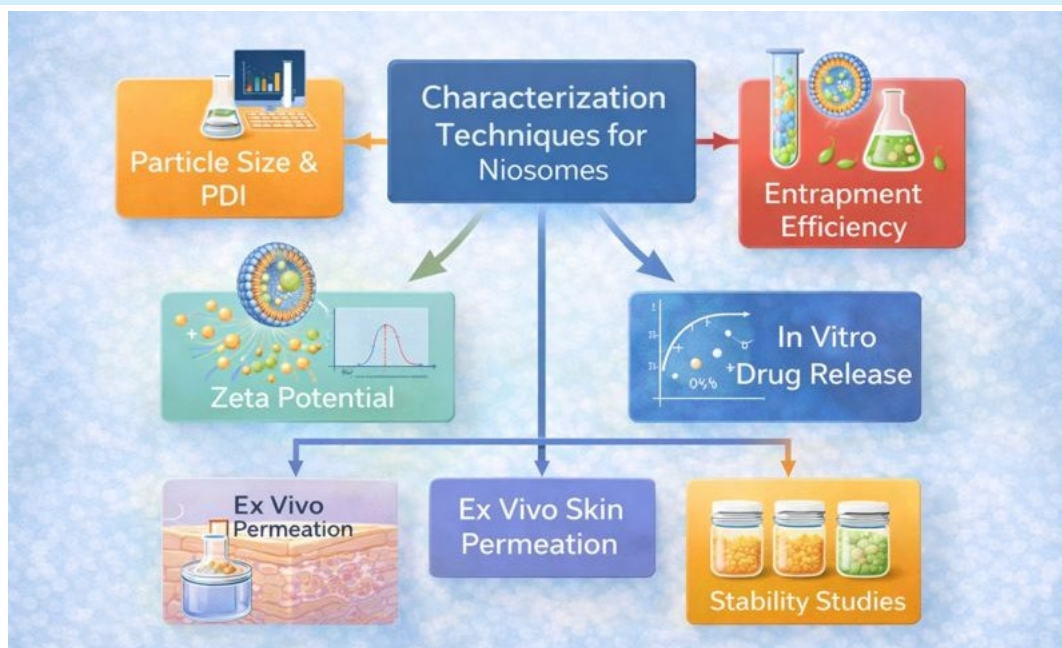 Characterization
Techniques for
Niosomes
Particle Size &
PDI
Entrapment
Efficiency
Zeta Potential
In Vitro
Drug Release
Ex Vivo
Permeation
Ex Vivo Skin
Permeation
Stability Studies